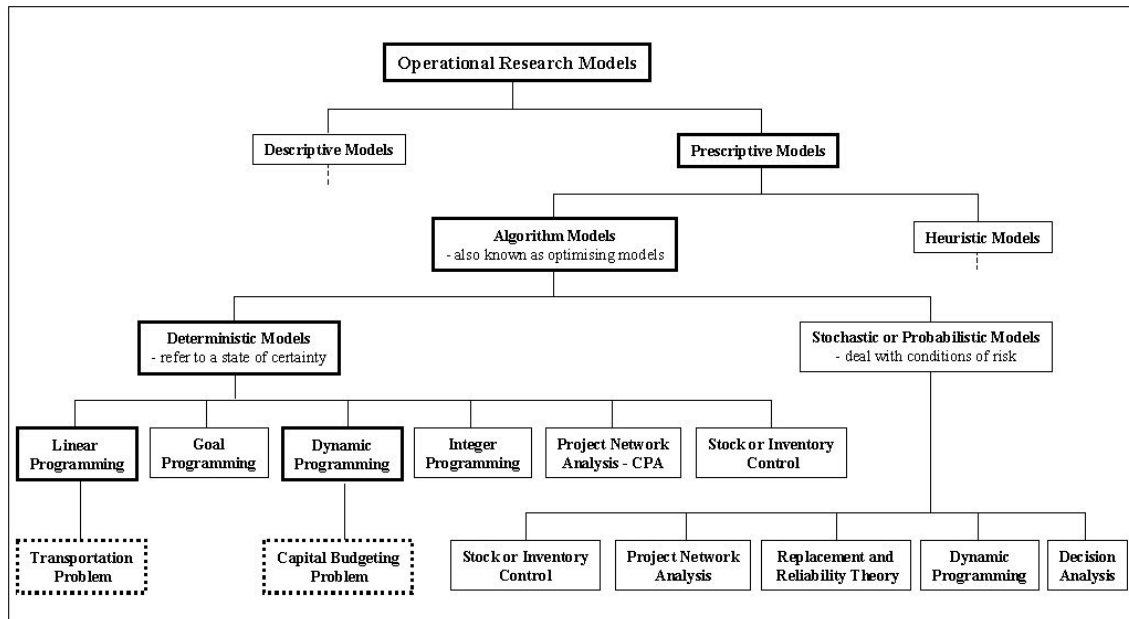 Operational Research Models
Descriptive Models
Prescriptive Models
Algorithm Models
- also known as optimising models
Heuristic Models
Deterministic Models
- refer to a state of certainty
Stochastic or Probabilistic Models
- deal with conditions of risk
Linear
Programming
Goal
Programming
Dynamic
Programming
Integer
Programming
Project Network
Analysis - CPA
Stock or Inventory
Control
Transportation
Problem
Capital Budgeting
Problem
Stock or Inventory
Control
Project Network
Analysis
Replacement and
Reliability Theory
Dynamic
Programming
Decision
Analysis